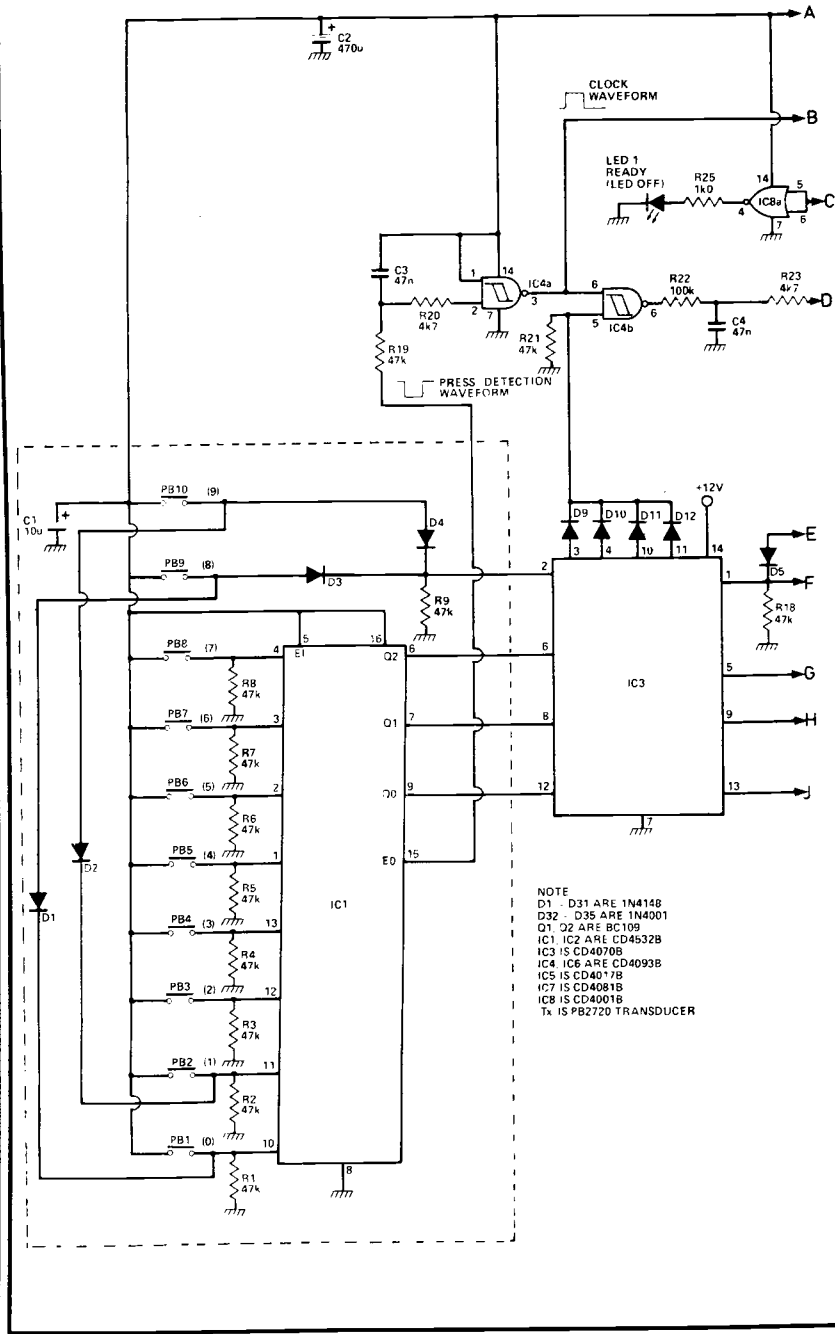 A
+
C2
470u
CLOCK
WAVEFORM
B
LED 1
READY
(LED OFF)
R25
1k0
14
5
4
IC8a
C
7
6
C3
47n
1
14
IC4a
3
2
7
R20
4k7
6
5
6
IC4b
R22
100k
R23
4k7
D
C4
47n
R21
47k
R19
47k
PRESS DETECTION
WAVEFORM
+12V
C1
10u
+
PB10
(9)
D4
D9
D10
D11
D12
3
4
10
11
14
E
PB9
(8)
D3
2
1
D5
F
R9
47k
R18
47k
5
16
EI
PB8
(7)
4
Q2
6
6
R8
47k
IC3
5
G
PB7
(6)
3
Q1
7
8
9
H
R7
47k
PB6
(5)
2
Q0
9
12
13
J
R6
47k
7
D2
PB5
(4)
1
E0
15
R5
47k
D1
IC1
PB4
(3)
13
R4
47k
PB3
(2)
12
R3
47k
PB2
(1)
11
R2
47k
PB1
(0)
10
R1
47k
8
NOTE
D1 - D31 ARE 1N4148
D32 - D35 ARE 1N4001
Q1, Q2 ARE BC109
IC1, IC2 ARE CD4532B
IC3 IS CD4070B
IC4, IC6 ARE CD4093B
IC5 IS CD4017B
IC7 IS CD4081B
IC8 IS CD4001B
Tx IS PB2720 TRANSDUCER